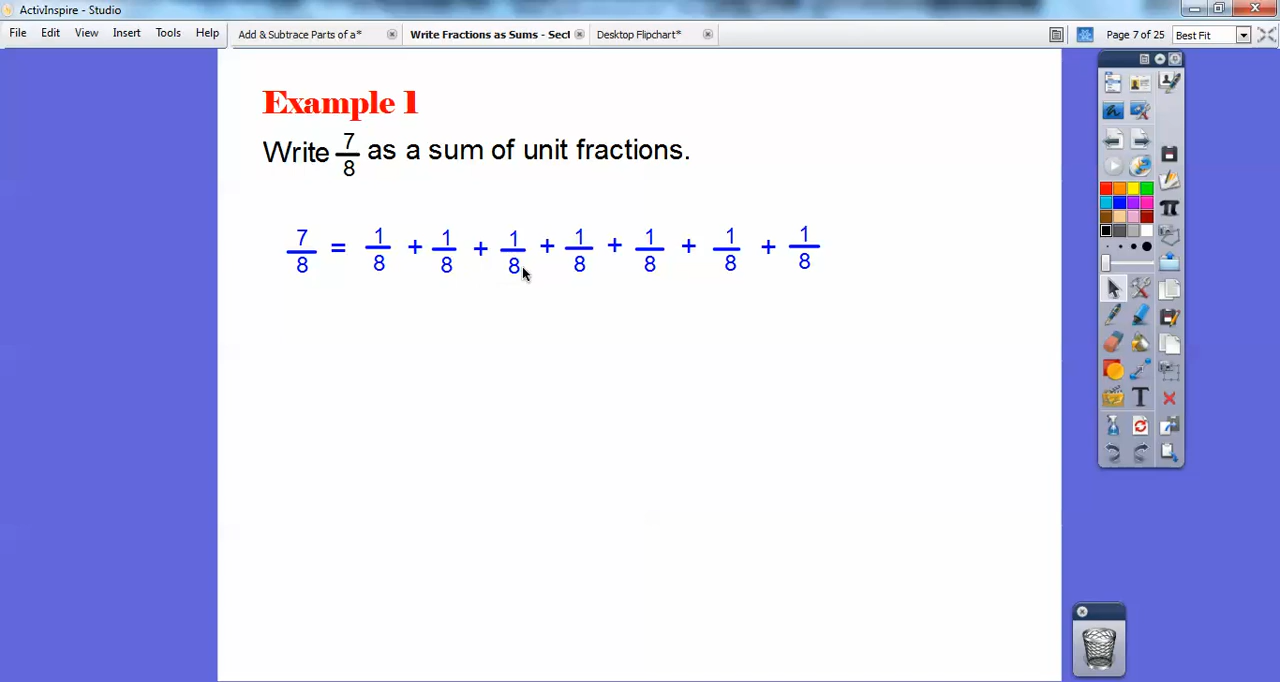 ActivInspire - Studio
File Edit View Insert Tools Help
Add & Subtrace Parts of a* Write Fractions as Sums - Sect Desktop Flipchart* Page 7 of 25 Best Fit
Example 1
Write 7/8 as a sum of unit fractions.
7/8 = 1/8 + 1/8 + 1/8 + 1/8 + 1/8 + 1/8 + 1/8